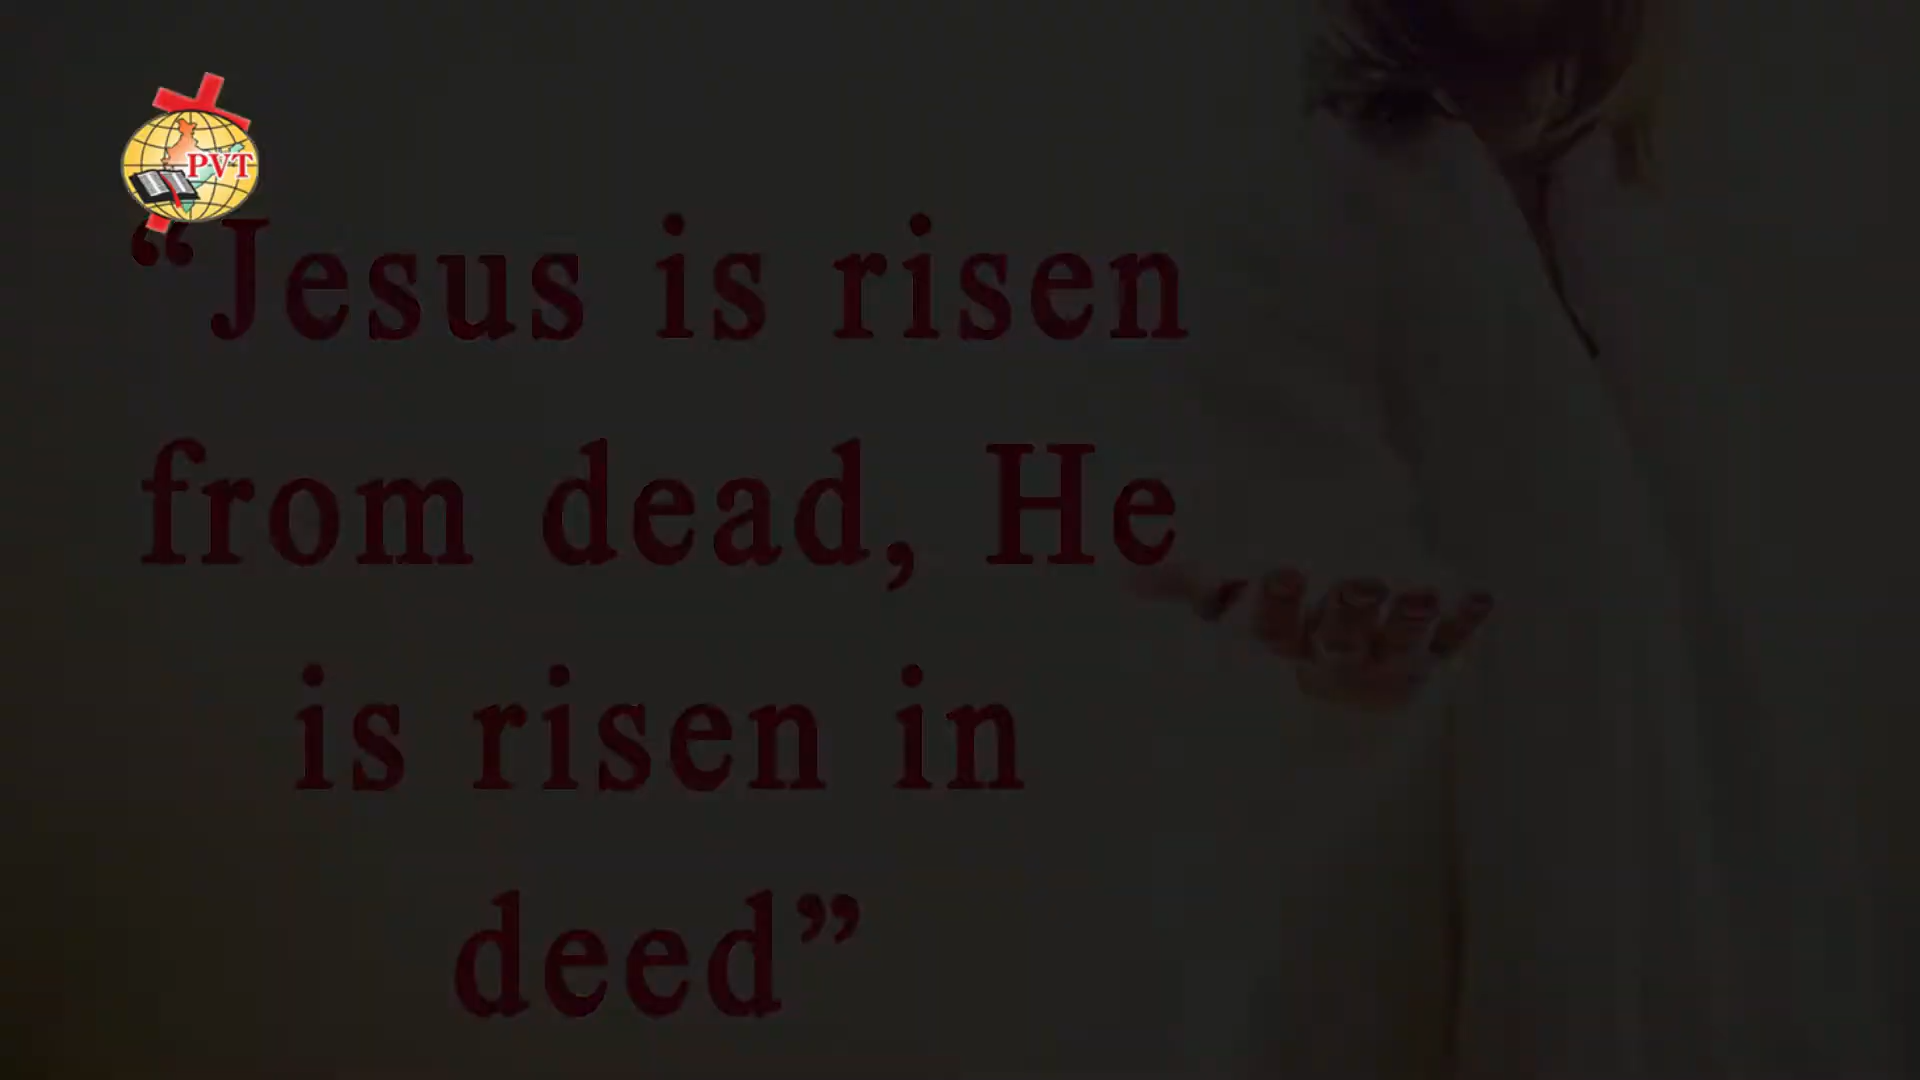 PVT
“Jesus is risen
from dead, He
is risen in
deed”